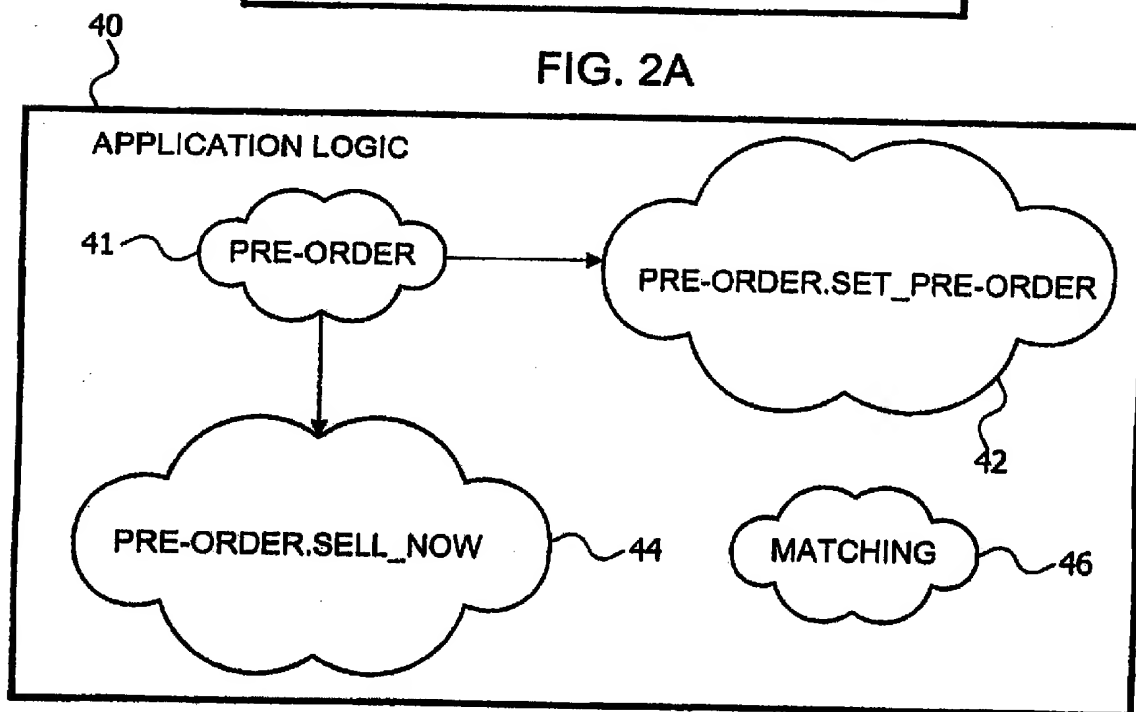 40
FIG. 2A
APPLICATION LOGIC
41
PRE-ORDER
PRE-ORDER.SET_PRE-ORDER
42
PRE-ORDER.SELL_NOW
44
MATCHING
46